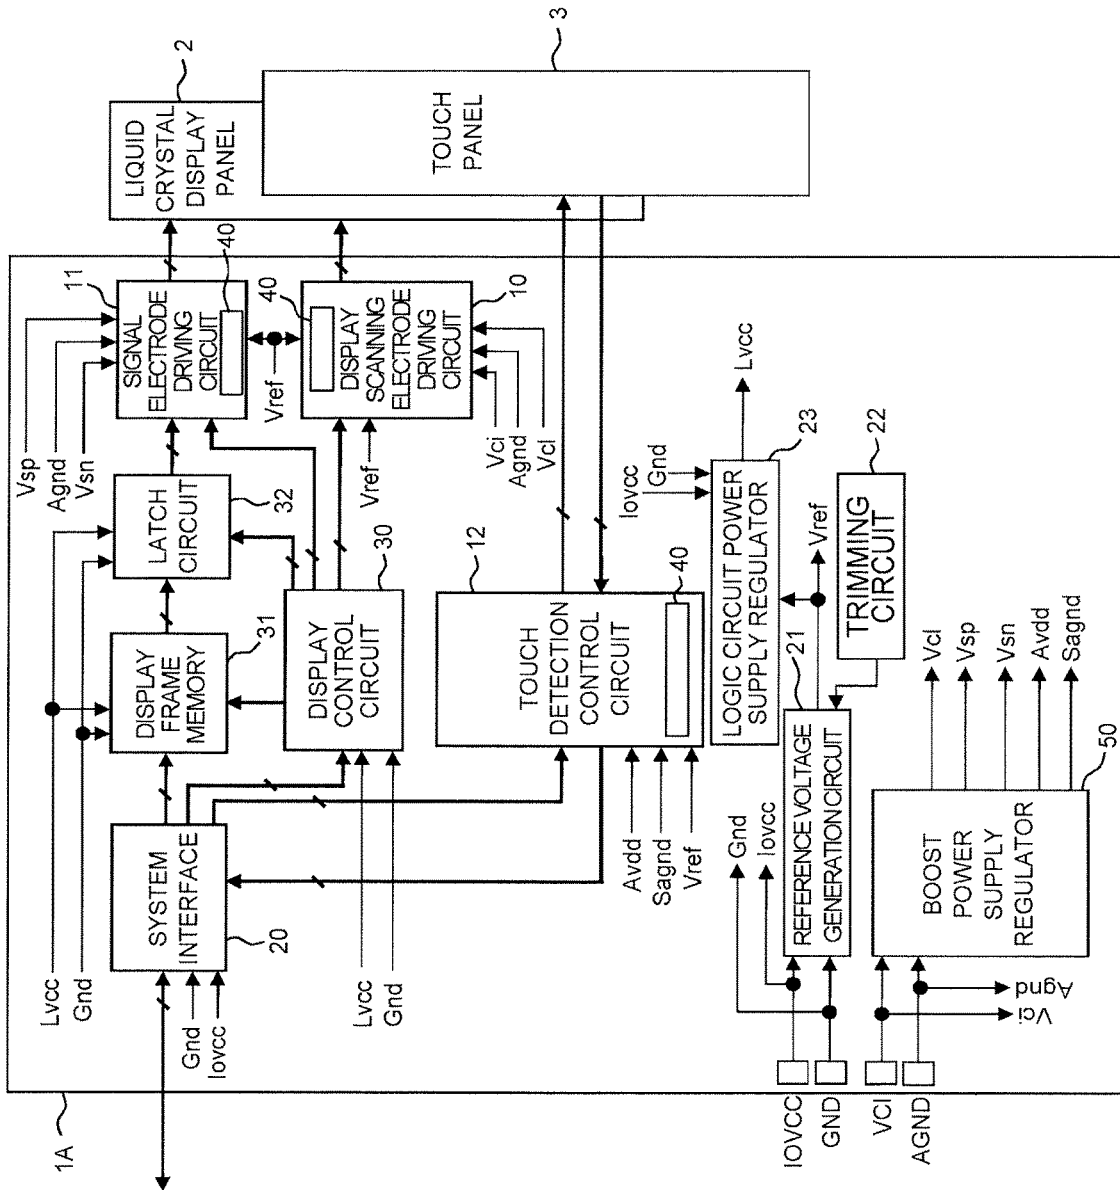 1A
Lvcc
Gnd
SYSTEM
INTERFACE
20
Gnd
Iovcc
DISPLAY
FRAME
MEMORY
31
LATCH
CIRCUIT
32
Vsp
Agnd
Vsn
11
SIGNAL
ELECTRODE
DRIVING
CIRCUIT
40
LIQUID
CRYSTAL
DISPLAY
PANEL
2
TOUCH
PANEL
3
Vref
40
DISPLAY
SCANNING
ELECTRODE
DRIVING
CIRCUIT
10
Vref
Vci
Agnd
Vcl
DISPLAY
CONTROL
CIRCUIT
30
Lvcc
Gnd
TOUCH
DETECTION
CONTROL
CIRCUIT
12
40
Avdd
Sagnd
Vref
Iovcc
Gnd
LOGIC CIRCUIT POWER
SUPPLY REGULATOR
23
Lvcc
Gnd
Iovcc
REFERENCE VOLTAGE
GENERATION CIRCUIT
21
Vref
TRIMMING
CIRCUIT
22
IOVCC
GND
VCI
AGND
BOOST
POWER
SUPPLY
REGULATOR
50
Vcl
Vsp
Vsn
Avdd
Sagnd
Agnd
Vci